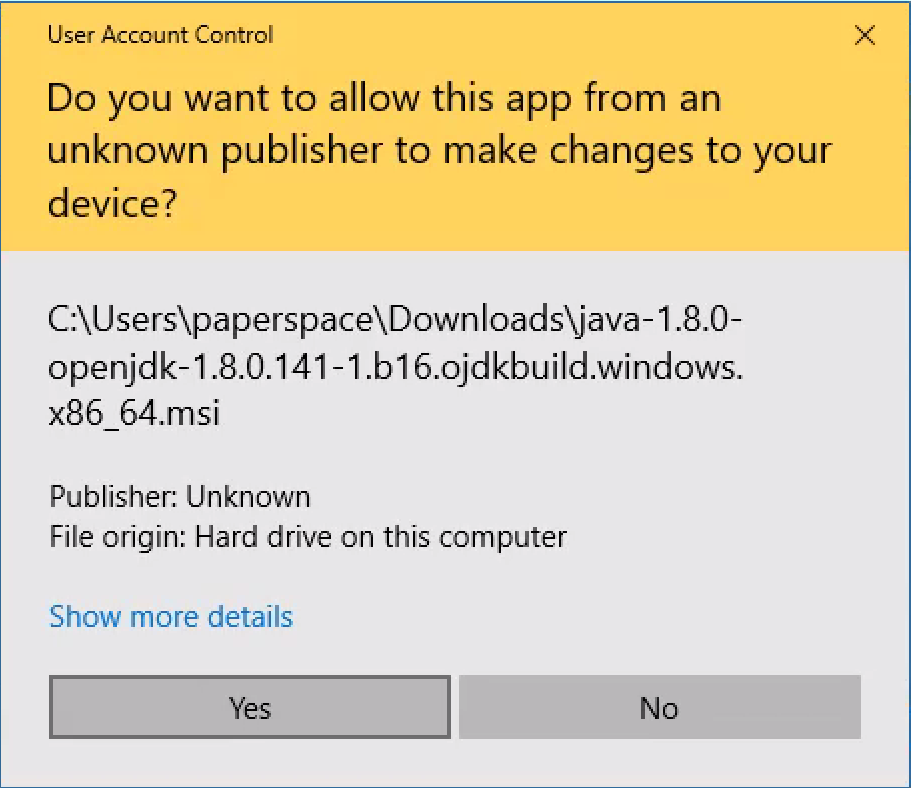 User Account Control
Do you want to allow this app from an
unknown publisher to make changes to your
device?
C:\Users\paperspace\Downloads\java-1.8.0-
openjdk-1.8.0.141-1.b16.ojdkbuild.windows.
x86_64.msi
Publisher: Unknown
File origin: Hard drive on this computer
Show more details
Yes No